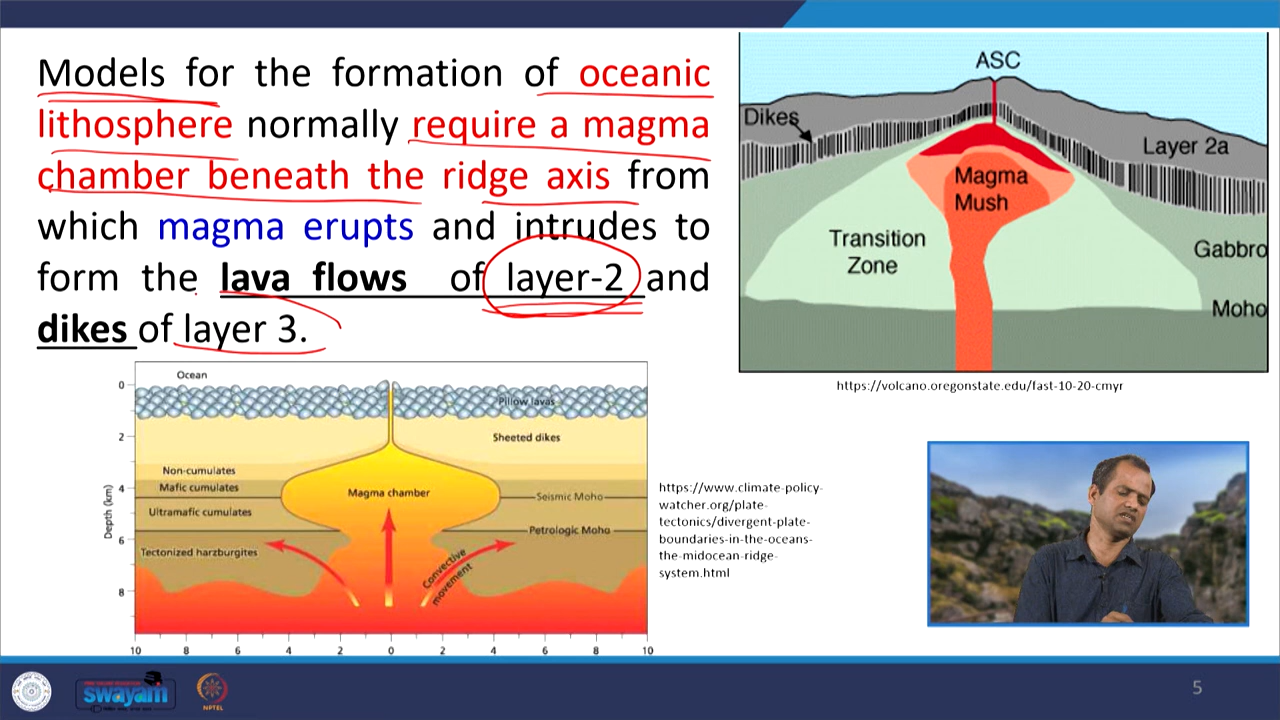 Models for the formation of oceanic
lithosphere normally require a magma
chamber beneath the ridge axis from
which magma erupts and intrudes to
form the lava flows of layer-2 and
dikes of layer 3.
ASC
Dikes
Layer 2a
Magma
Mush
Transition
Zone
Gabbro
Moho
https://volcano.oregonstate.edu/fast-10-20-cmyr
Ocean
Pillow lavas
Sheeted dikes
Non-cumulates
Mafic cumulates
Magma chamber
Seismic Moho
Ultramafic cumulates
Petrologic Moho
Tectonized harzburgites
Convective
movement
Depth (km)
0
2
4
6
8
10 8 6 4 2 0 2 4 6 8 10
https://www.climate-policy-
watcher.org/plate-
tectonics/divergent-plate-
boundaries-in-the-oceans-
the-midocean-ridge-
system.html
swayam
NPTEL
5